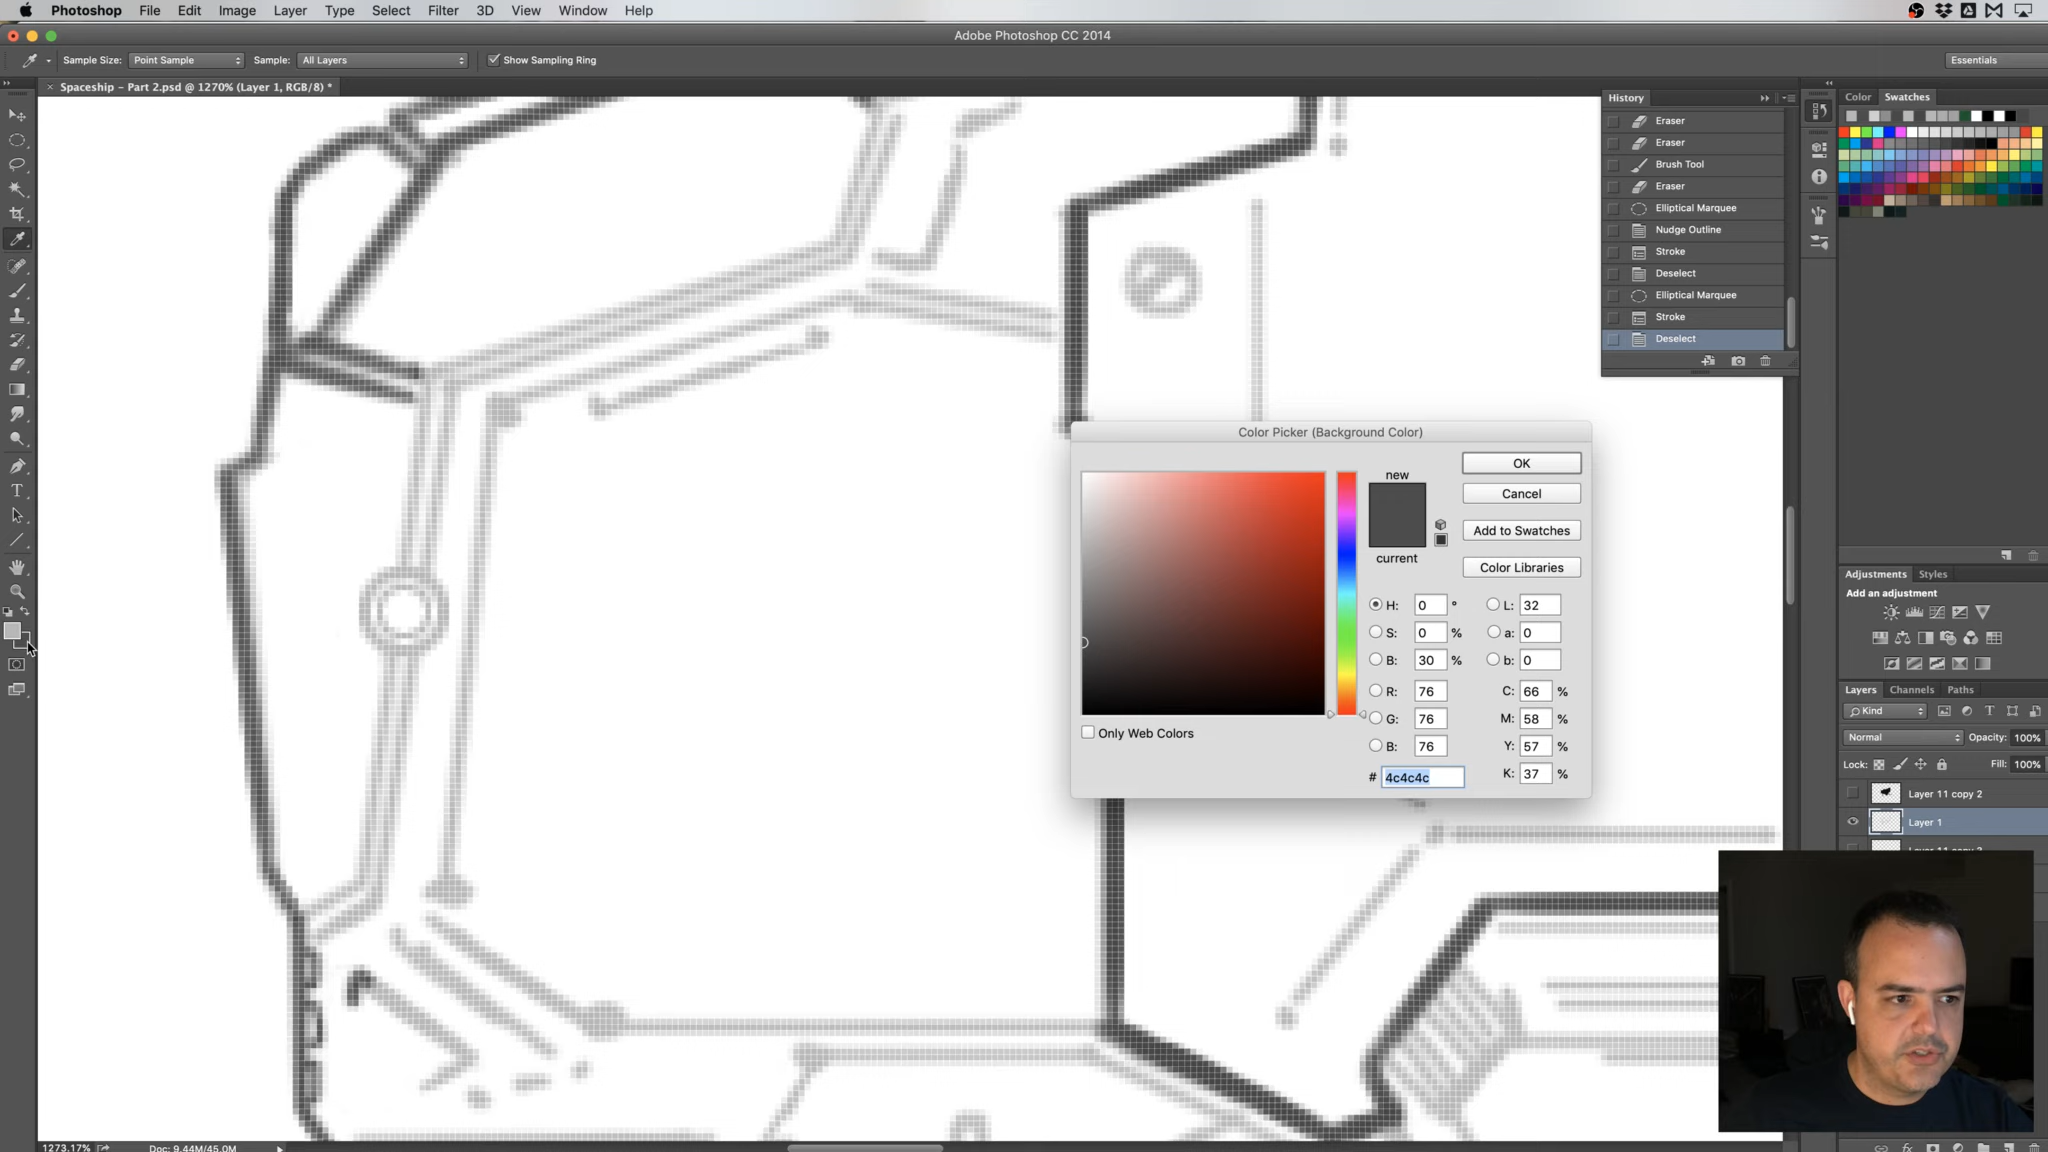 Photoshop File Edit Image Layer Type Select Filter 3D View Window Help
Adobe Photoshop CC 2014
Sample Size: Point Sample Sample: All Layers Show Sampling Ring Essentials
× Spaceship – Part 2.psd @ 1270% (Layer 1, RGB/8) *
History
Eraser
Eraser
Brush Tool
Eraser
Elliptical Marquee
Nudge Outline
Stroke
Deselect
Elliptical Marquee
Stroke
Deselect
Color Swatches
Color Picker (Background Color)
new
current
OK
Cancel
Add to Swatches
Color Libraries
H: 0 ° L: 32
S: 0 % a: 0
B: 30 % b: 0
R: 76 C: 66 %
G: 76 M: 58 %
B: 76 Y: 57 %
# 4c4c4c K: 37 %
Only Web Colors
Adjustments Styles
Add an adjustment
Layers Channels Paths
Kind
Normal Opacity: 100%
Lock: Fill: 100%
Layer 11 copy 2
Layer 1
1273.17% Doc: 9.44M/45.0M